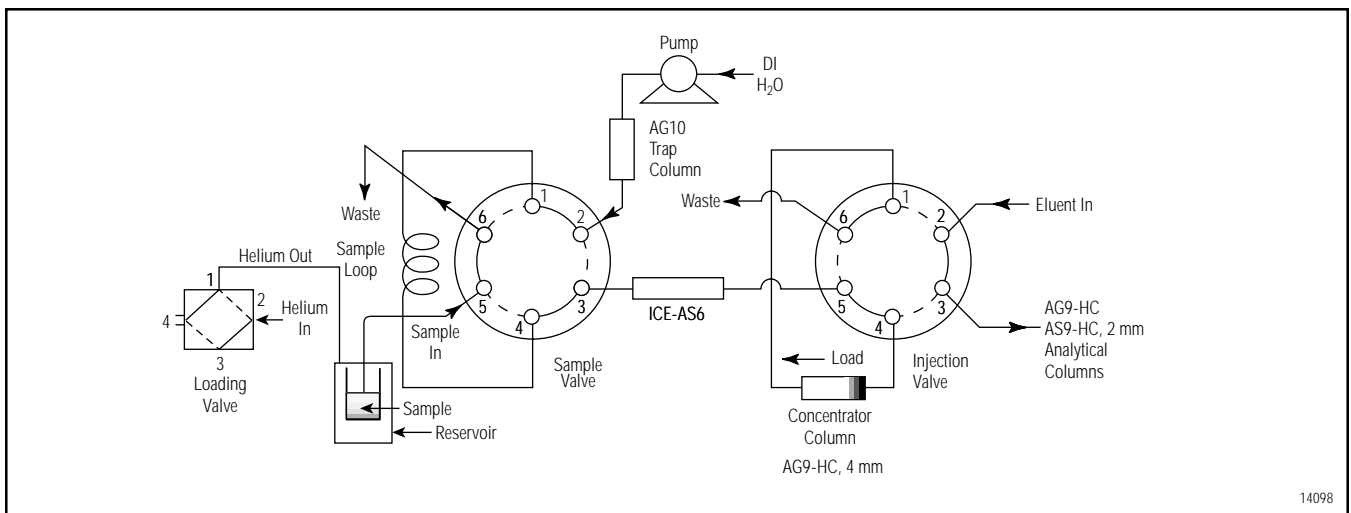 Pump
DI
H₂O
AG10
Trap
Column
Waste
Sample
Loop
1
2
3
4
5
6
Sample
Valve
Helium Out
1
2
3
4
Helium
In
Loading
Valve
Sample
In
Sample
Reservoir
ICE-AS6
Waste
1
2
3
4
5
6
Eluent In
AG9-HC
AS9-HC, 2 mm
Analytical
Columns
Load
Injection
Valve
Concentrator
Column
AG9-HC, 4 mm
14098